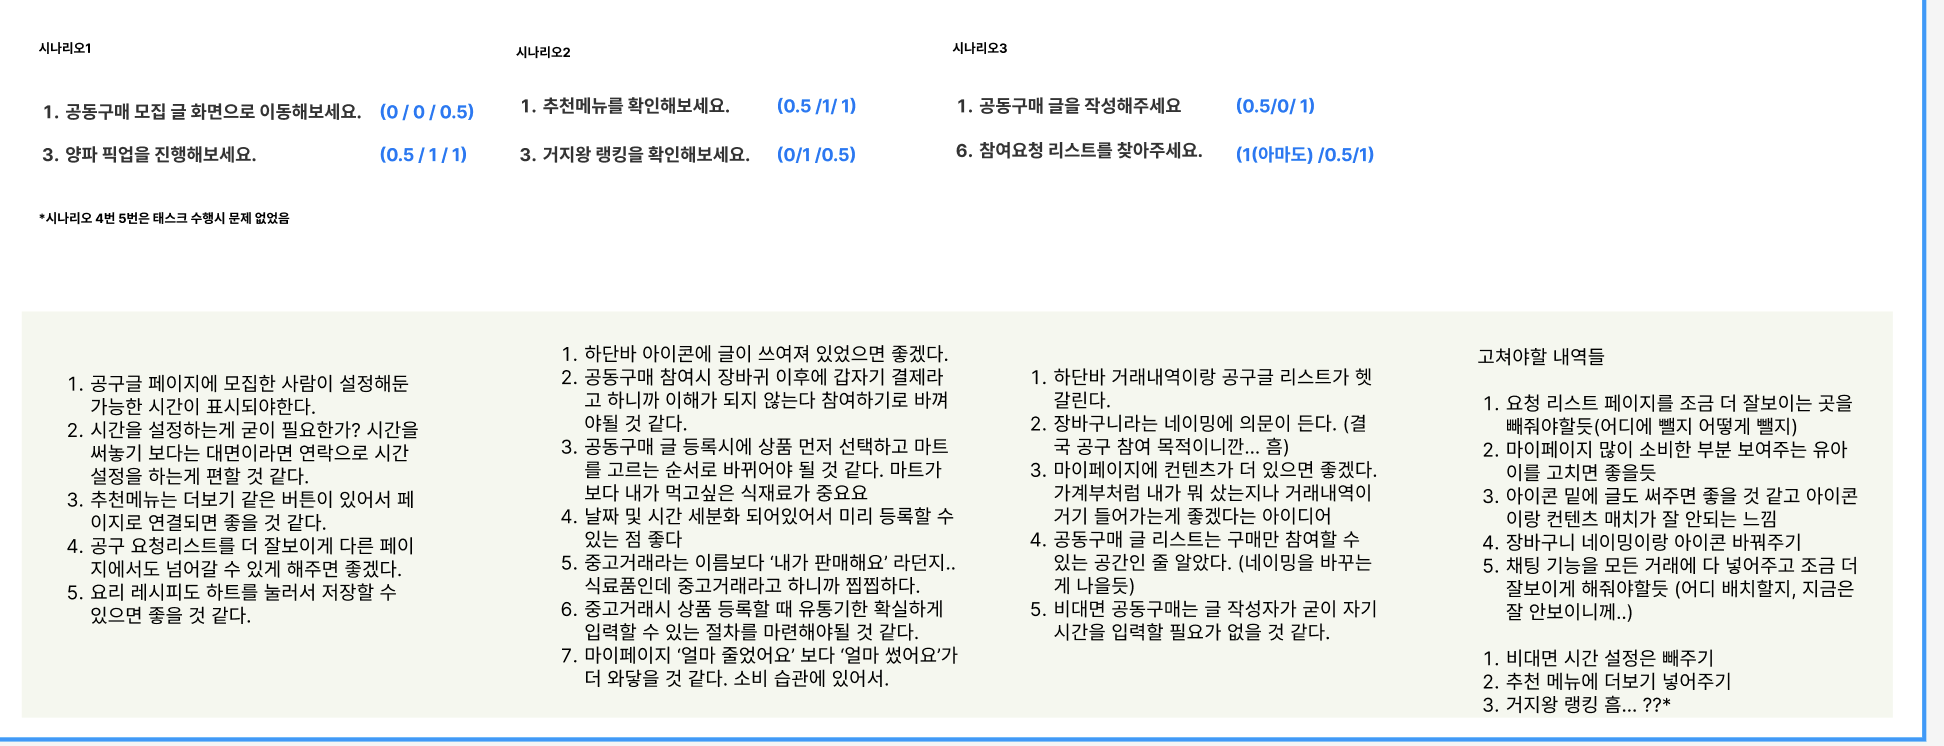 시나리오1
1. 공동구매 모집 글 화면으로 이동해보세요. (0 / 0 / 0.5)
3. 양파 픽업을 진행해보세요. (0.5 / 1 / 1)
*시나리오 4번 5번은 태스크 수행시 문제 없었음
시나리오2
1. 추천메뉴를 확인해보세요. (0.5 /1/ 1)
3. 거지왕 랭킹을 확인해보세요. (0/1 /0.5)
시나리오3
1. 공동구매 글을 작성해주세요 (0.5/0/ 1)
6. 참여요청 리스트를 찾아주세요. (1(아마도) /0.5/1)
1. 공구글 페이지에 모집한 사람이 설정해둔
가능한 시간이 표시되야한다.
2. 시간을 설정하는게 굳이 필요한가? 시간을
써놓기 보다는 대면이라면 연락으로 시간
설정을 하는게 편할 것 같다.
3. 추천메뉴는 더보기 같은 버튼이 있어서 페
이지로 연결되면 좋을 것 같다.
4. 공구 요청리스트를 더 잘보이게 다른 페이
지에서도 넘어갈 수 있게 해주면 좋겠다.
5. 요리 레시피도 하트를 눌러서 저장할 수
있으면 좋을 것 같다.
1. 하단바 아이콘에 글이 쓰여져 있었으면 좋겠다.
2. 공동구매 참여시 장바귀 이후에 갑자기 결제라
고 하니까 이해가 되지 않는다 참여하기로 바껴
야될 것 같다.
3. 공동구매 글 등록시에 상품 먼저 선택하고 마트
를 고르는 순서로 바뀌어야 될 것 같다. 마트가
보다 내가 먹고싶은 식재료가 중요요
4. 날짜 및 시간 세분화 되어있어서 미리 등록할 수
있는 점 좋다
5. 중고거래라는 이름보다 ‘내가 판매해요’ 라던지..
식료품인데 중고거래라고 하니까 찝찝하다.
6. 중고거래시 상품 등록할 때 유통기한 확실하게
입력할 수 있는 절차를 마련해야될 것 같다.
7. 마이페이지 ‘얼마 줄었어요’ 보다 ‘얼마 썼어요’가
더 와닿을 것 같다. 소비 습관에 있어서.
1. 하단바 거래내역이랑 공구글 리스트가 헷
갈린다.
2. 장바구니라는 네이밍에 의문이 든다. (결
국 공구 참여 목적이니깐... 흠)
3. 마이페이지에 컨텐츠가 더 있으면 좋겠다.
가계부처럼 내가 뭐 샀는지나 거래내역이
거기 들어가는게 좋겠다는 아이디어
4. 공동구매 글 리스트는 구매만 참여할 수
있는 공간인 줄 알았다. (네이밍을 바꾸는
게 나을듯)
5. 비대면 공동구매는 글 작성자가 굳이 자기
시간을 입력할 필요가 없을 것 같다.
고쳐야할 내역들
1. 요청 리스트 페이지를 조금 더 잘보이는 곳을
빼줘야할듯(어디에 뺄지 어떻게 뺄지)
2. 마이페이지 많이 소비한 부분 보여주는 유아
이를 고치면 좋을듯
3. 아이콘 밑에 글도 써주면 좋을 것 같고 아이콘
이랑 컨텐츠 매치가 잘 안되는 느낌
4. 장바구니 네이밍이랑 아이콘 바꿔주기
5. 채팅 기능을 모든 거래에 다 넣어주고 조금 더
잘보이게 해줘야할듯 (어디 배치할지, 지금은
잘 안보이니께..)
1. 비대면 시간 설정은 빼주기
2. 추천 메뉴에 더보기 넣어주기
3. 거지왕 랭킹 흠... ??*